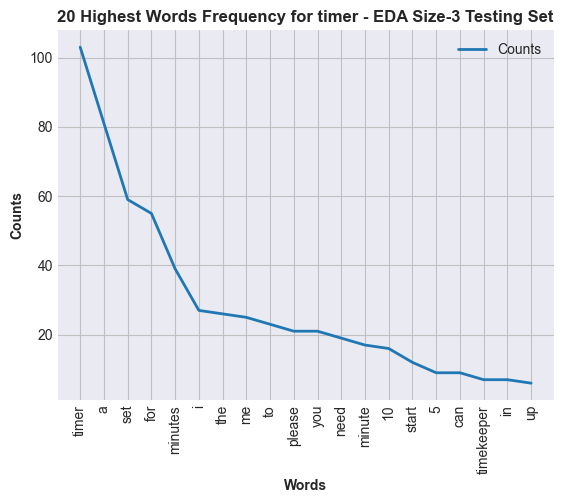 20 Highest Words Frequency for timer - EDA Size-3 Testing Set
Counts
100
80
60
40
20
Counts
timer
a
set
for
minutes
i
the
me
to
please
you
need
minute
10
start
5
can
timekeeper
in
up
Words